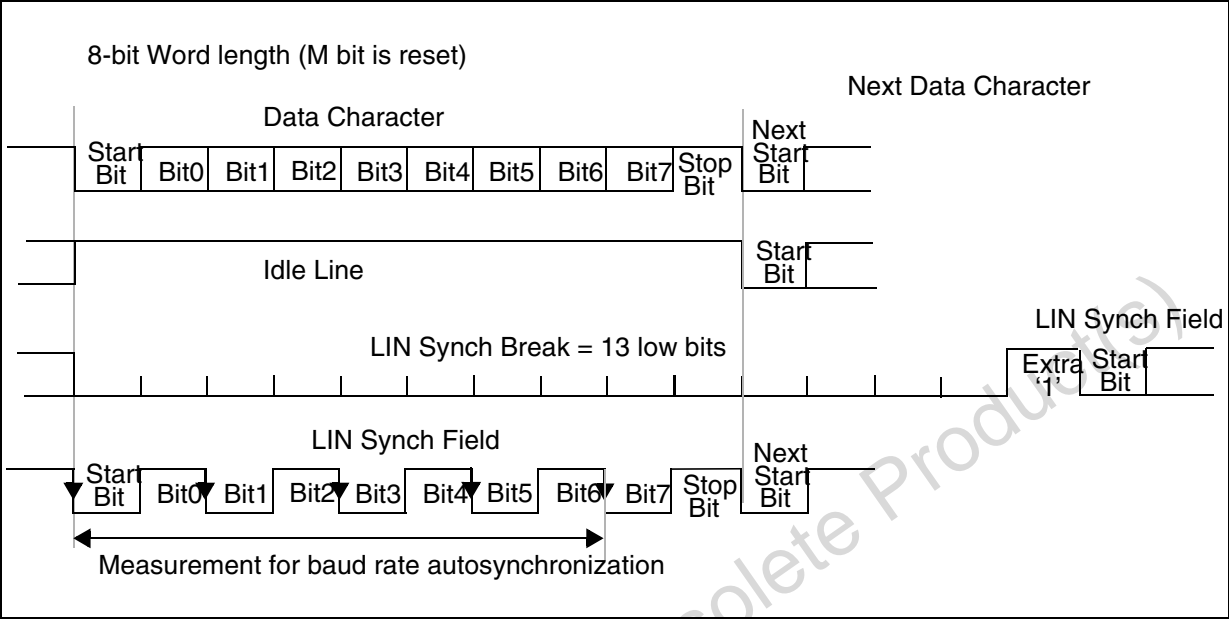 8-bit Word length (M bit is reset)
Next Data Character
Data Character
Start
Bit
Bit0
Bit1
Bit2
Bit3
Bit4
Bit5
Bit6
Bit7
Stop
Bit
Next
Start
Bit
Idle Line
Start
Bit
LIN Synch Field
LIN Synch Break = 13 low bits
Extra
'1'
Start
Bit
LIN Synch Field
Start
Bit
Bit0
Bit1
Bit2
Bit3
Bit4
Bit5
Bit6
Bit7
Stop
Bit
Next
Start
Bit
Measurement for baud rate autosynchronization
solete Product(s)